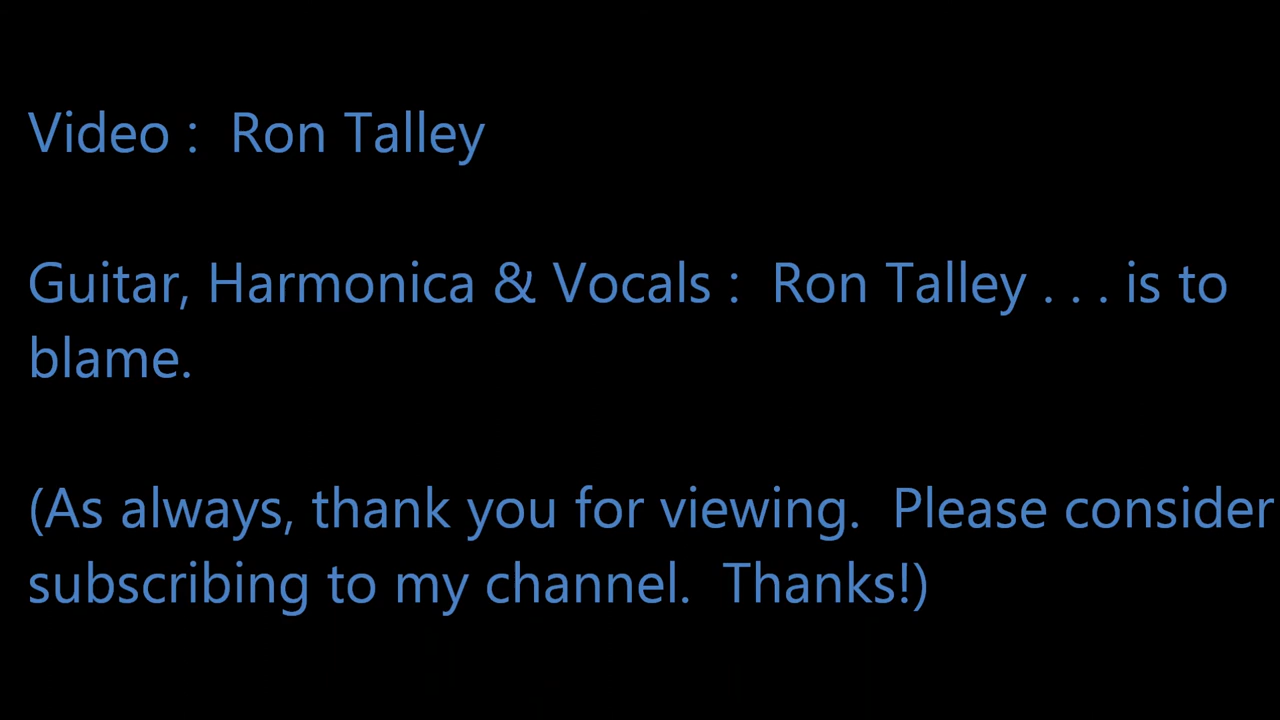 Video :  Ron Talley
Guitar, Harmonica & Vocals :  Ron Talley . . . is to
blame.
(As always, thank you for viewing.  Please consider
subscribing to my channel.  Thanks!)